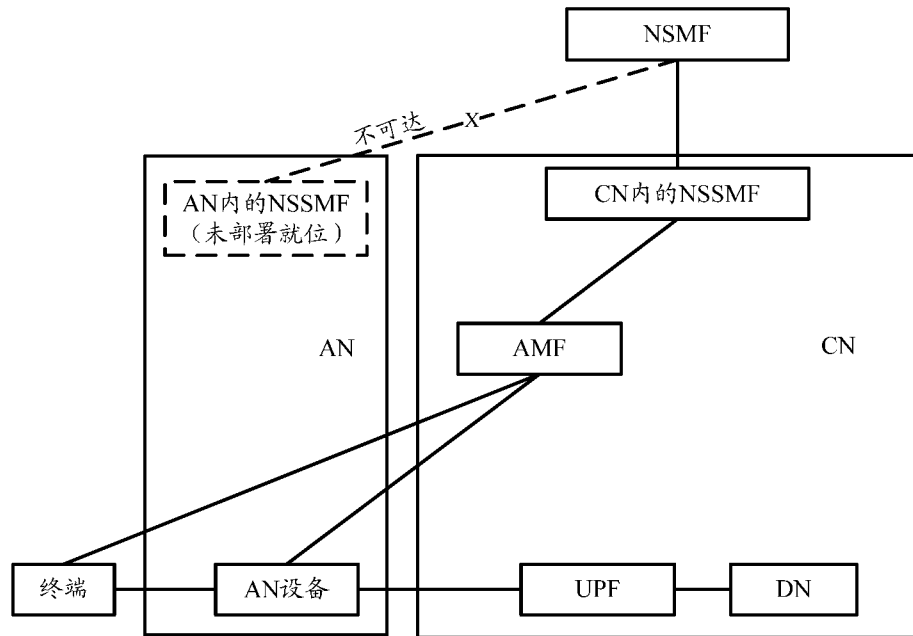 NSMF
不可达
X
AN内的NSSMF
（未部署就位）
CN内的NSSMF
AN
AMF
CN
终端
AN设备
UPF
DN